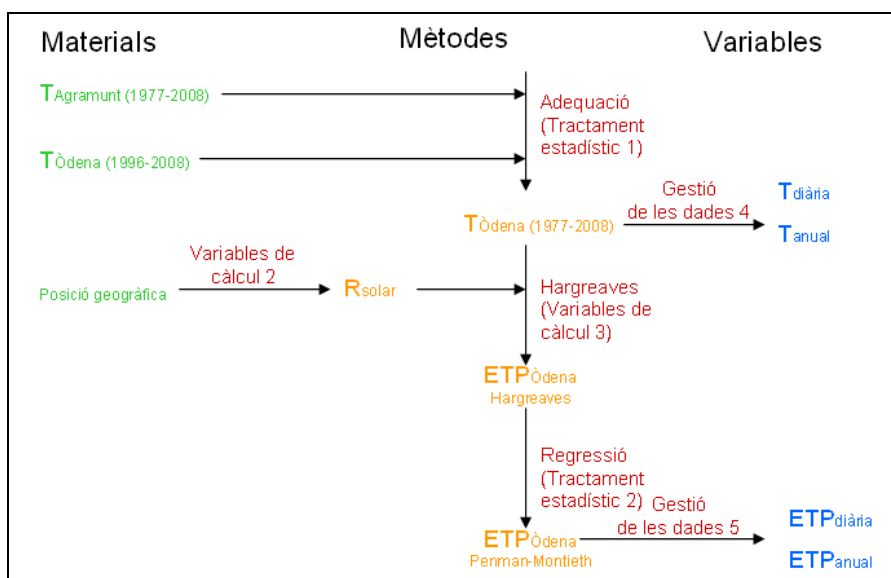 Materials Mètodes Variables
TAgramunt (1977-2008)
Adequació
(Tractament
estadístic 1)
TÒdena (1996-2008)
Gestió
de les dades 4
Tdiària
TÒdena (1977-2008)
Tanual
Variables de
càlcul 2
Posició geogràfica
Rsolar
Hargreaves
(Variables de
càlcul 3)
ETPÒdena
Hargreaves
Regressió
(Tractament
estadístic 2)
Gestió
de les dades 5
ETPdiària
ETPÒdena
Penman-Montieth
ETPanual